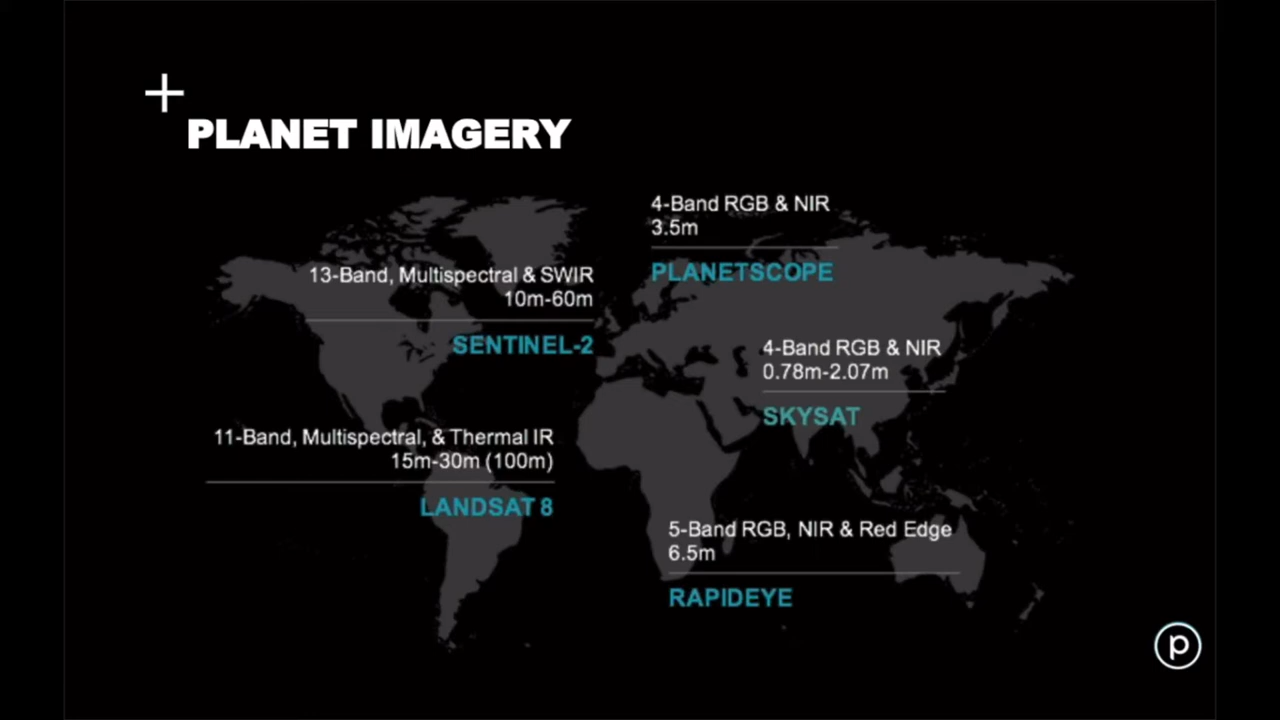 PLANET IMAGERY
4-Band RGB & NIR
3.5m
PLANETSCOPE
13-Band, Multispectral & SWIR
10m-60m
SENTINEL-2
4-Band RGB & NIR
0.78m-2.07m
SKYSAT
11-Band, Multispectral, & Thermal IR
15m-30m (100m)
LANDSAT 8
5-Band RGB, NIR & Red Edge
6.5m
RAPIDEYE
p